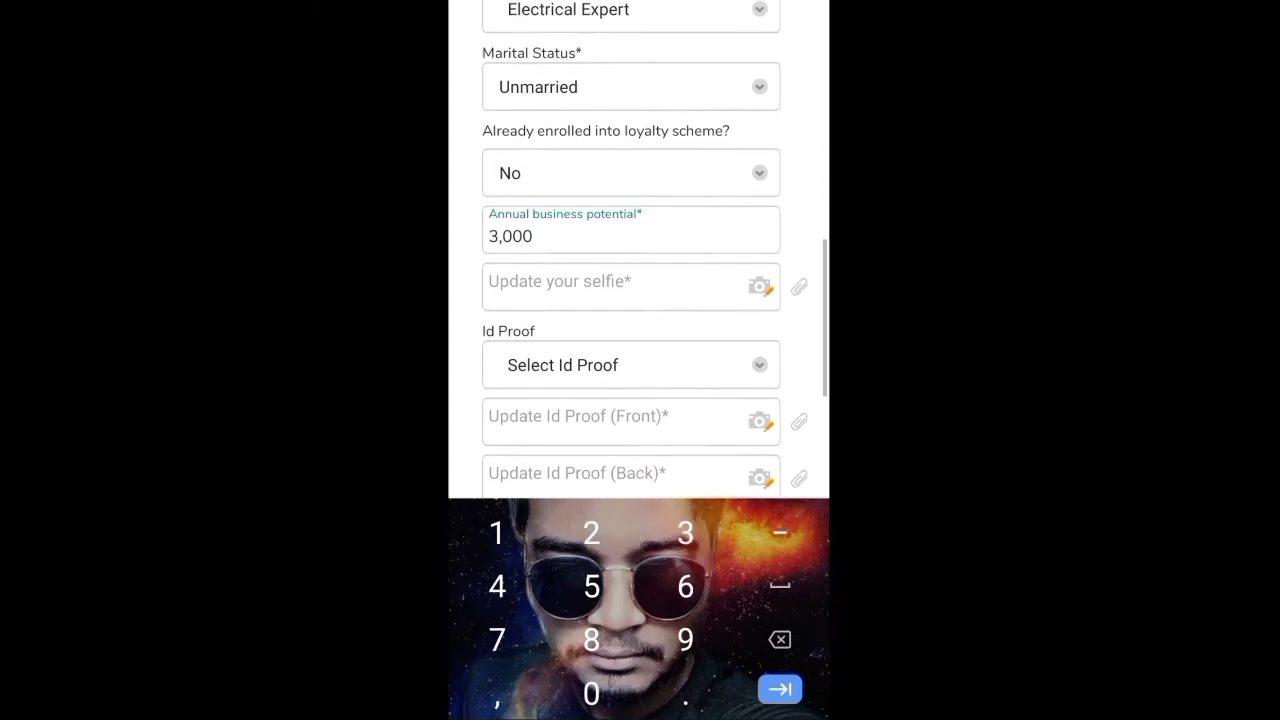 Electrical Expert
Marital Status*
Unmarried
Already enrolled into loyalty scheme?
No
Annual business potential*
3,000
Update your selfie*
Id Proof
Select Id Proof
Update Id Proof (Front)*
Update Id Proof (Back)*
1 2 3 -
4 5 6
7 8 9
, 0 .